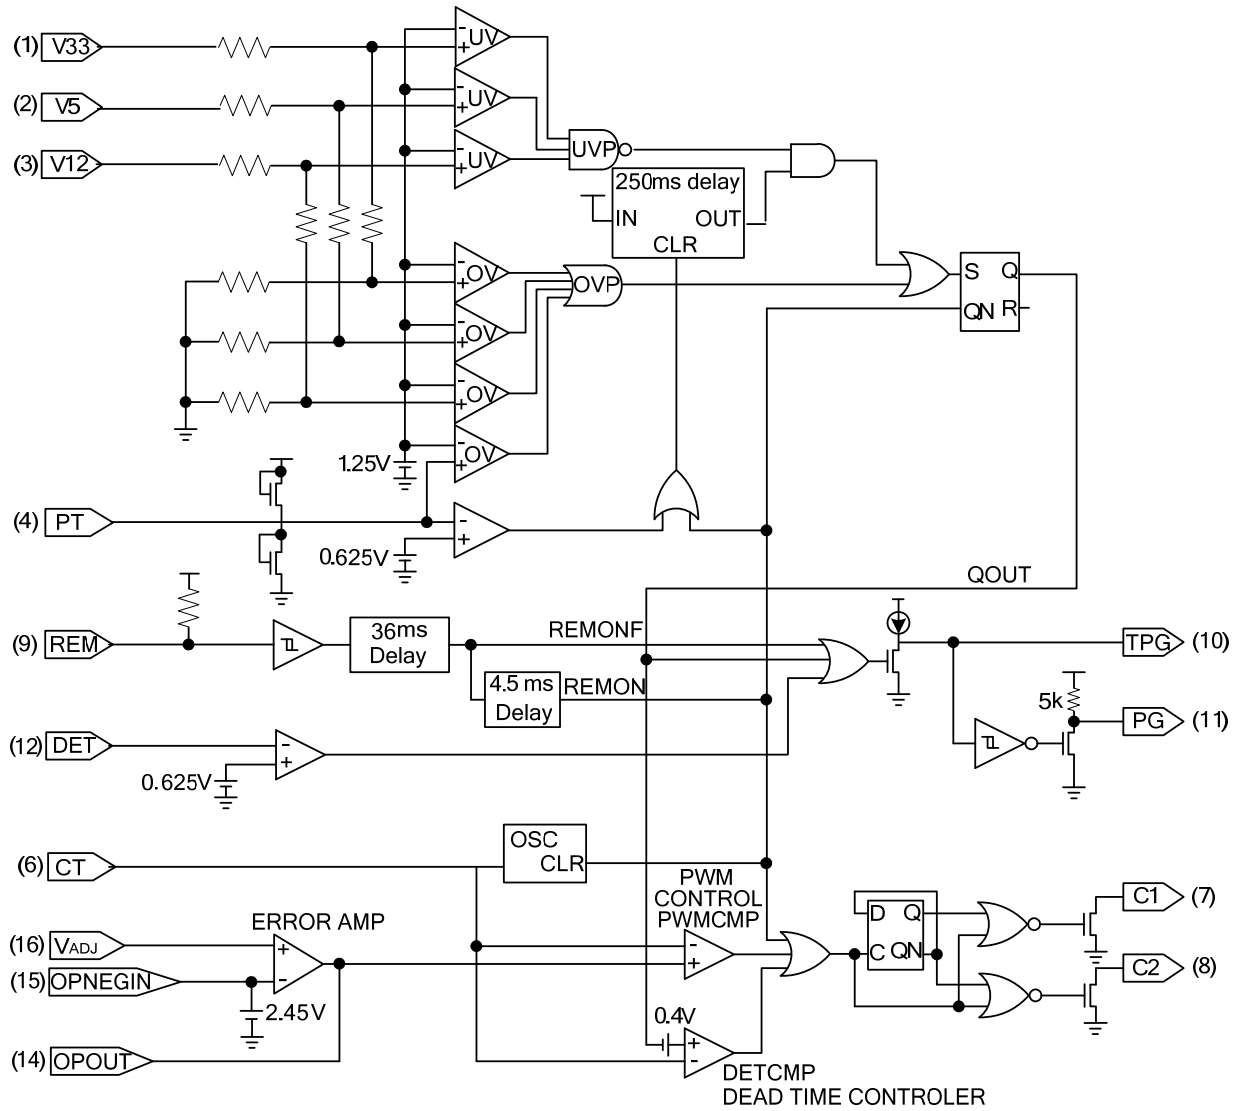 (1) V33
UV
(2) V5
UV
(3) V12
UV
UVP
250ms delay
IN
OUT
CLR
OV
OVP
S Q
QN R
OV
OV
1.25V
OV
(4) PT
0.625V
QOUT
(9) REM
36ms
Delay
REMONF
TPG (10)
4.5 ms
Delay
REMON
5k
PG (11)
(12) DET
0.625V
(6) CT
OSC
CLR
PWM
CONTROL
PWMCMP
D Q
C QN
C1 (7)
ERROR AMP
(16) VADJ
(15) OPNEGIN
2.45V
C2 (8)
0.4V
(14) OPOUT
DETCMP
DEAD TIME CONTROLER
- + - + - + - + - + - + - + - + - + + - - + + -